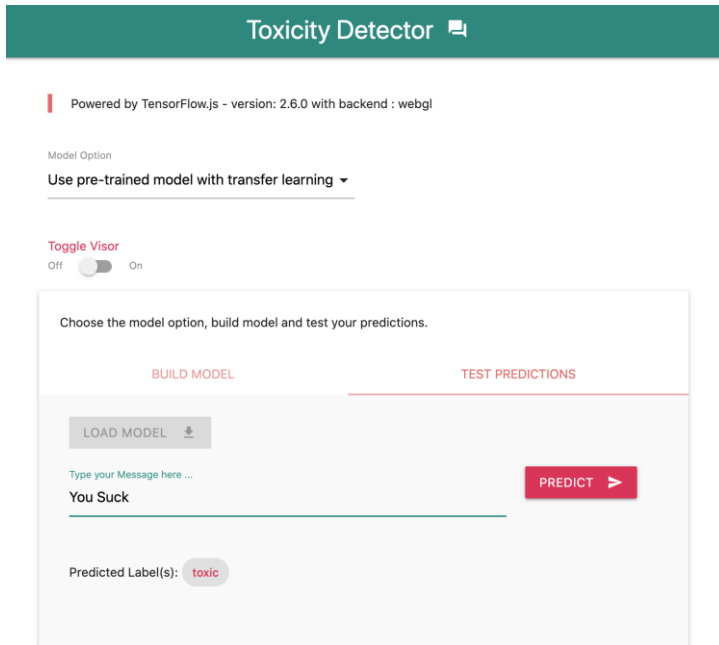 Toxicity Detector
Powered by TensorFlow.js - version: 2.6.0 with backend : webgl
Model Option
Use pre-trained model with transfer learning
Toggle Visor
Off On
Choose the model option, build model and test your predictions.
BUILD MODEL TEST PREDICTIONS
LOAD MODEL
Type your Message here ...
You Suck
PREDICT
Predicted Label(s): toxic